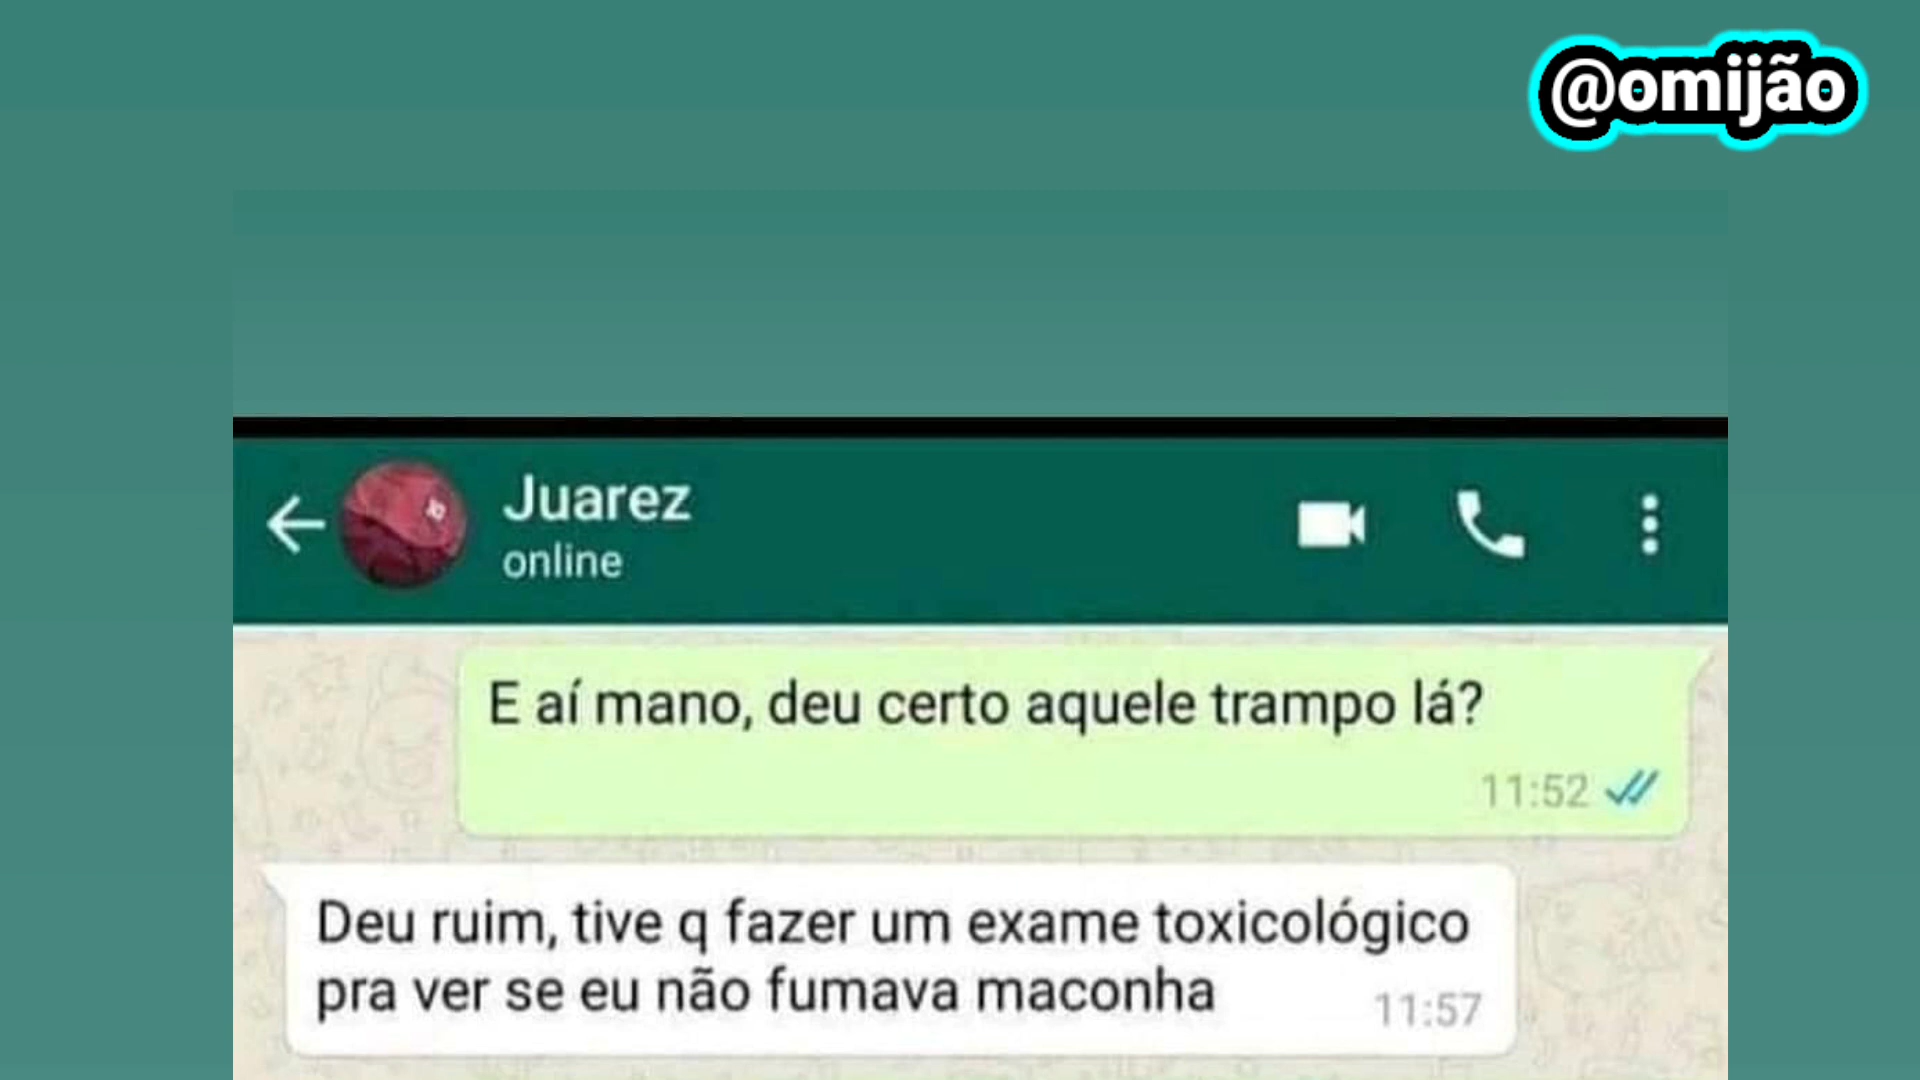 @omijão
Juarez
online
E aí mano, deu certo aquele trampo lá?
11:52
Deu ruim, tive q fazer um exame toxicológico
pra ver se eu não fumava maconha
11:57